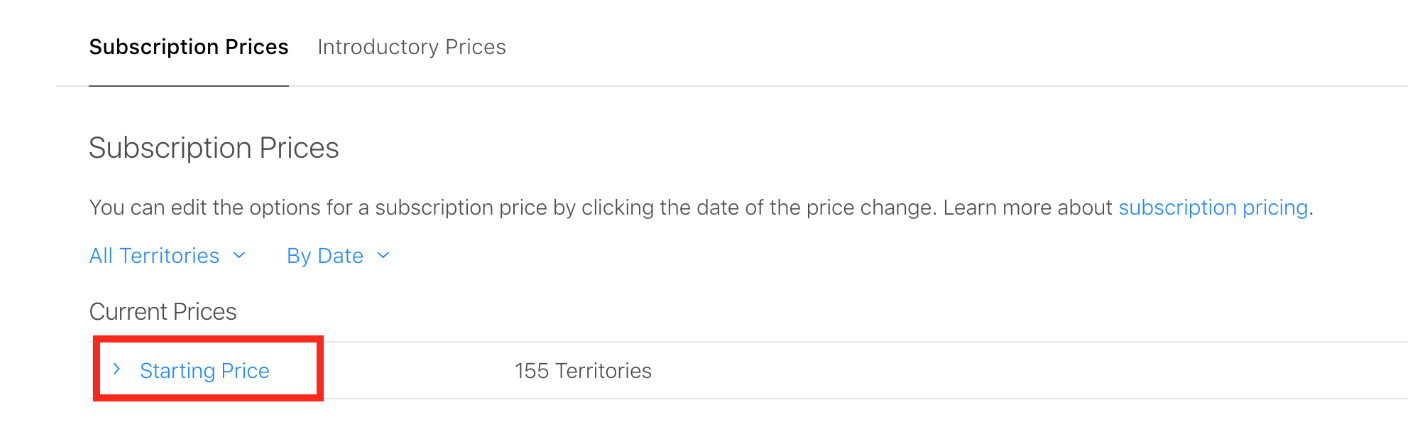 Subscription Prices Introductory Prices
Subscription Prices
You can edit the options for a subscription price by clicking the date of the price change. Learn more about subscription pricing.
All Territories By Date
Current Prices
Starting Price 155 Territories